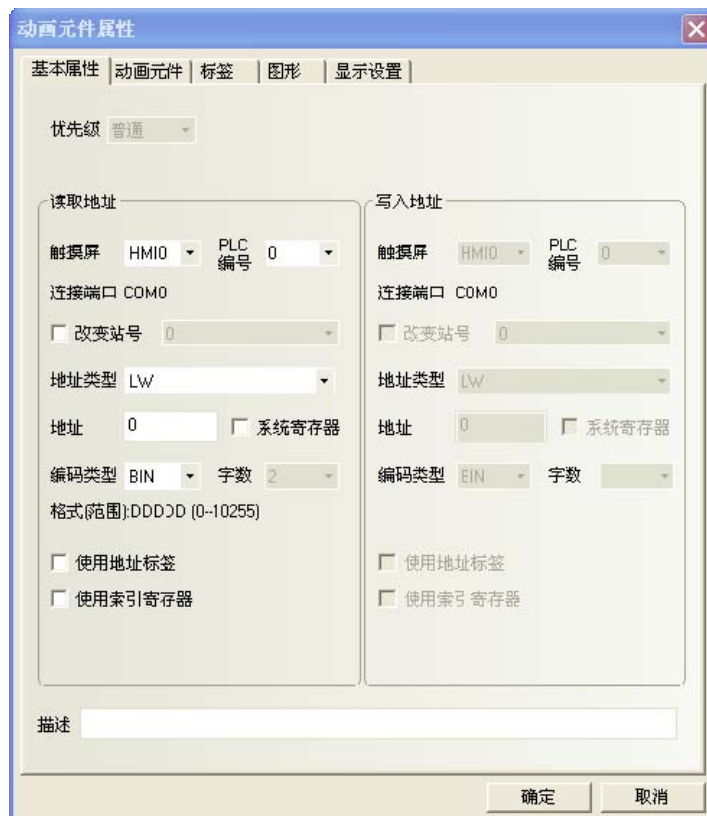 动画元件属性
基本属性 动画元件 标签 图形 显示设置
优先级 普通
读取地址
触摸屏 HMI0 PLC编号 0
连接端口 COM0
改变站号 0
地址类型 LW
地址 0 系统寄存器
编码类型 BIN 字数 2
格式(范围):DDDDD (0--10255)
使用地址标签
使用索引寄存器
写入地址
触摸屏 HMI0 PLC编号 0
连接端口 COM0
改变站号 0
地址类型 LW
地址 0 系统寄存器
编码类型 BIN 字数
使用地址标签
使用索引寄存器
描述
确定 取消